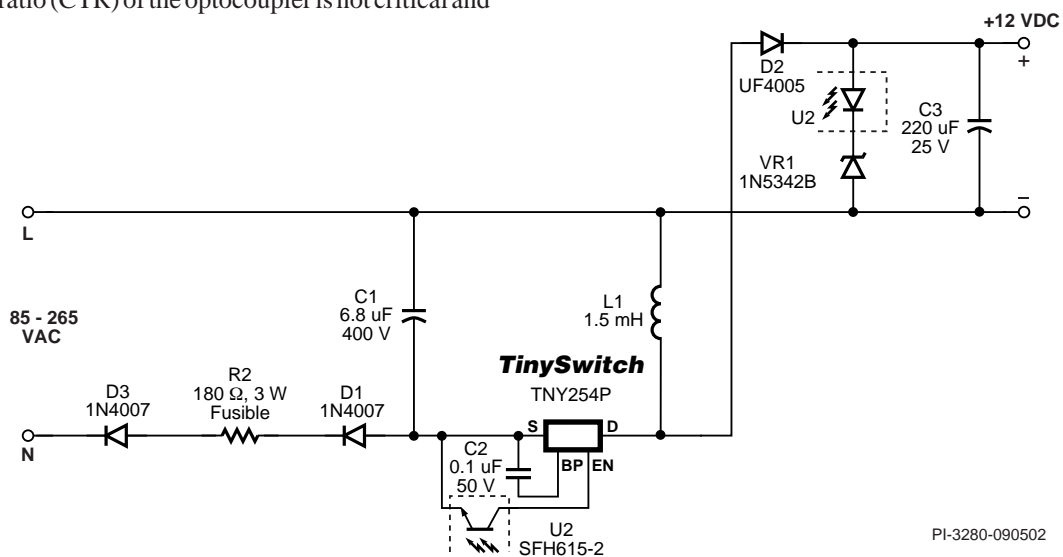 ratio (CTR) of the optocoupler is not critical and
+12 VDC
+
D2
UF4005
U2
C3
220 uF
25 V
VR1
1N5342B
–
L
85 - 265
VAC
C1
6.8 uF
400 V
L1
1.5 mH
TinySwitch
TNY254P
D3
1N4007
R2
180 Ω, 3 W
Fusible
D1
1N4007
S
D
N
C2
0.1 uF
50 V
BP
EN
U2
SFH615-2
PI-3280-090502